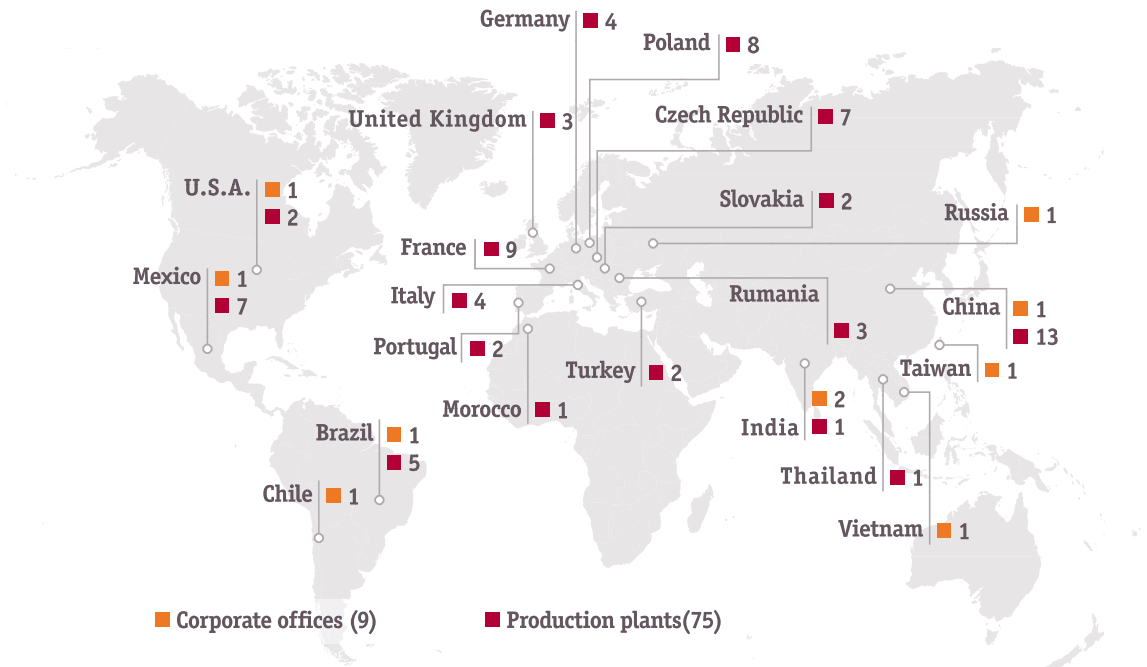 Germany 4
Poland 8
United Kingdom 3
Czech Republic 7
U.S.A. 1
2
Slovakia 2
Russia 1
France 9
Mexico 1
7
Italy 4
Rumania
3
China 1
13
Portugal 2
Turkey 2
Taiwan 1
Morocco 1
2
India 1
Brazil 1
5
Thailand 1
Chile 1
Vietnam 1
Corporate offices (9)
Production plants(75)